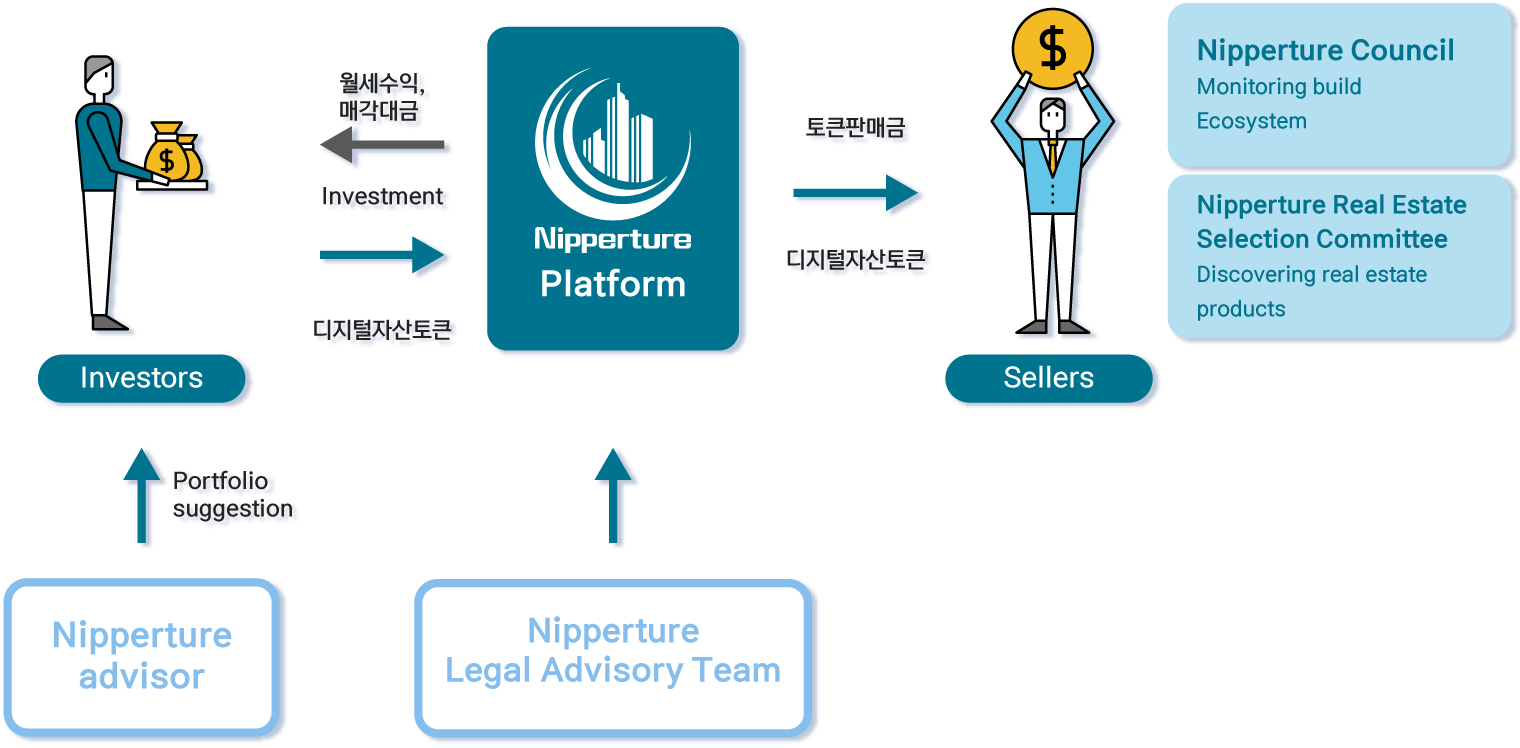 월세수익,
매각대금
Investment
디지털자산토큰
Investors
$
Nipperture
Platform
토큰판매금
디지털자산토큰
$
Sellers
Nipperture Council
Monitoring build
Ecosystem
Nipperture Real Estate
Selection Committee
Discovering real estate
products
Portfolio
suggestion
Nipperture
advisor
Nipperture
Legal Advisory Team